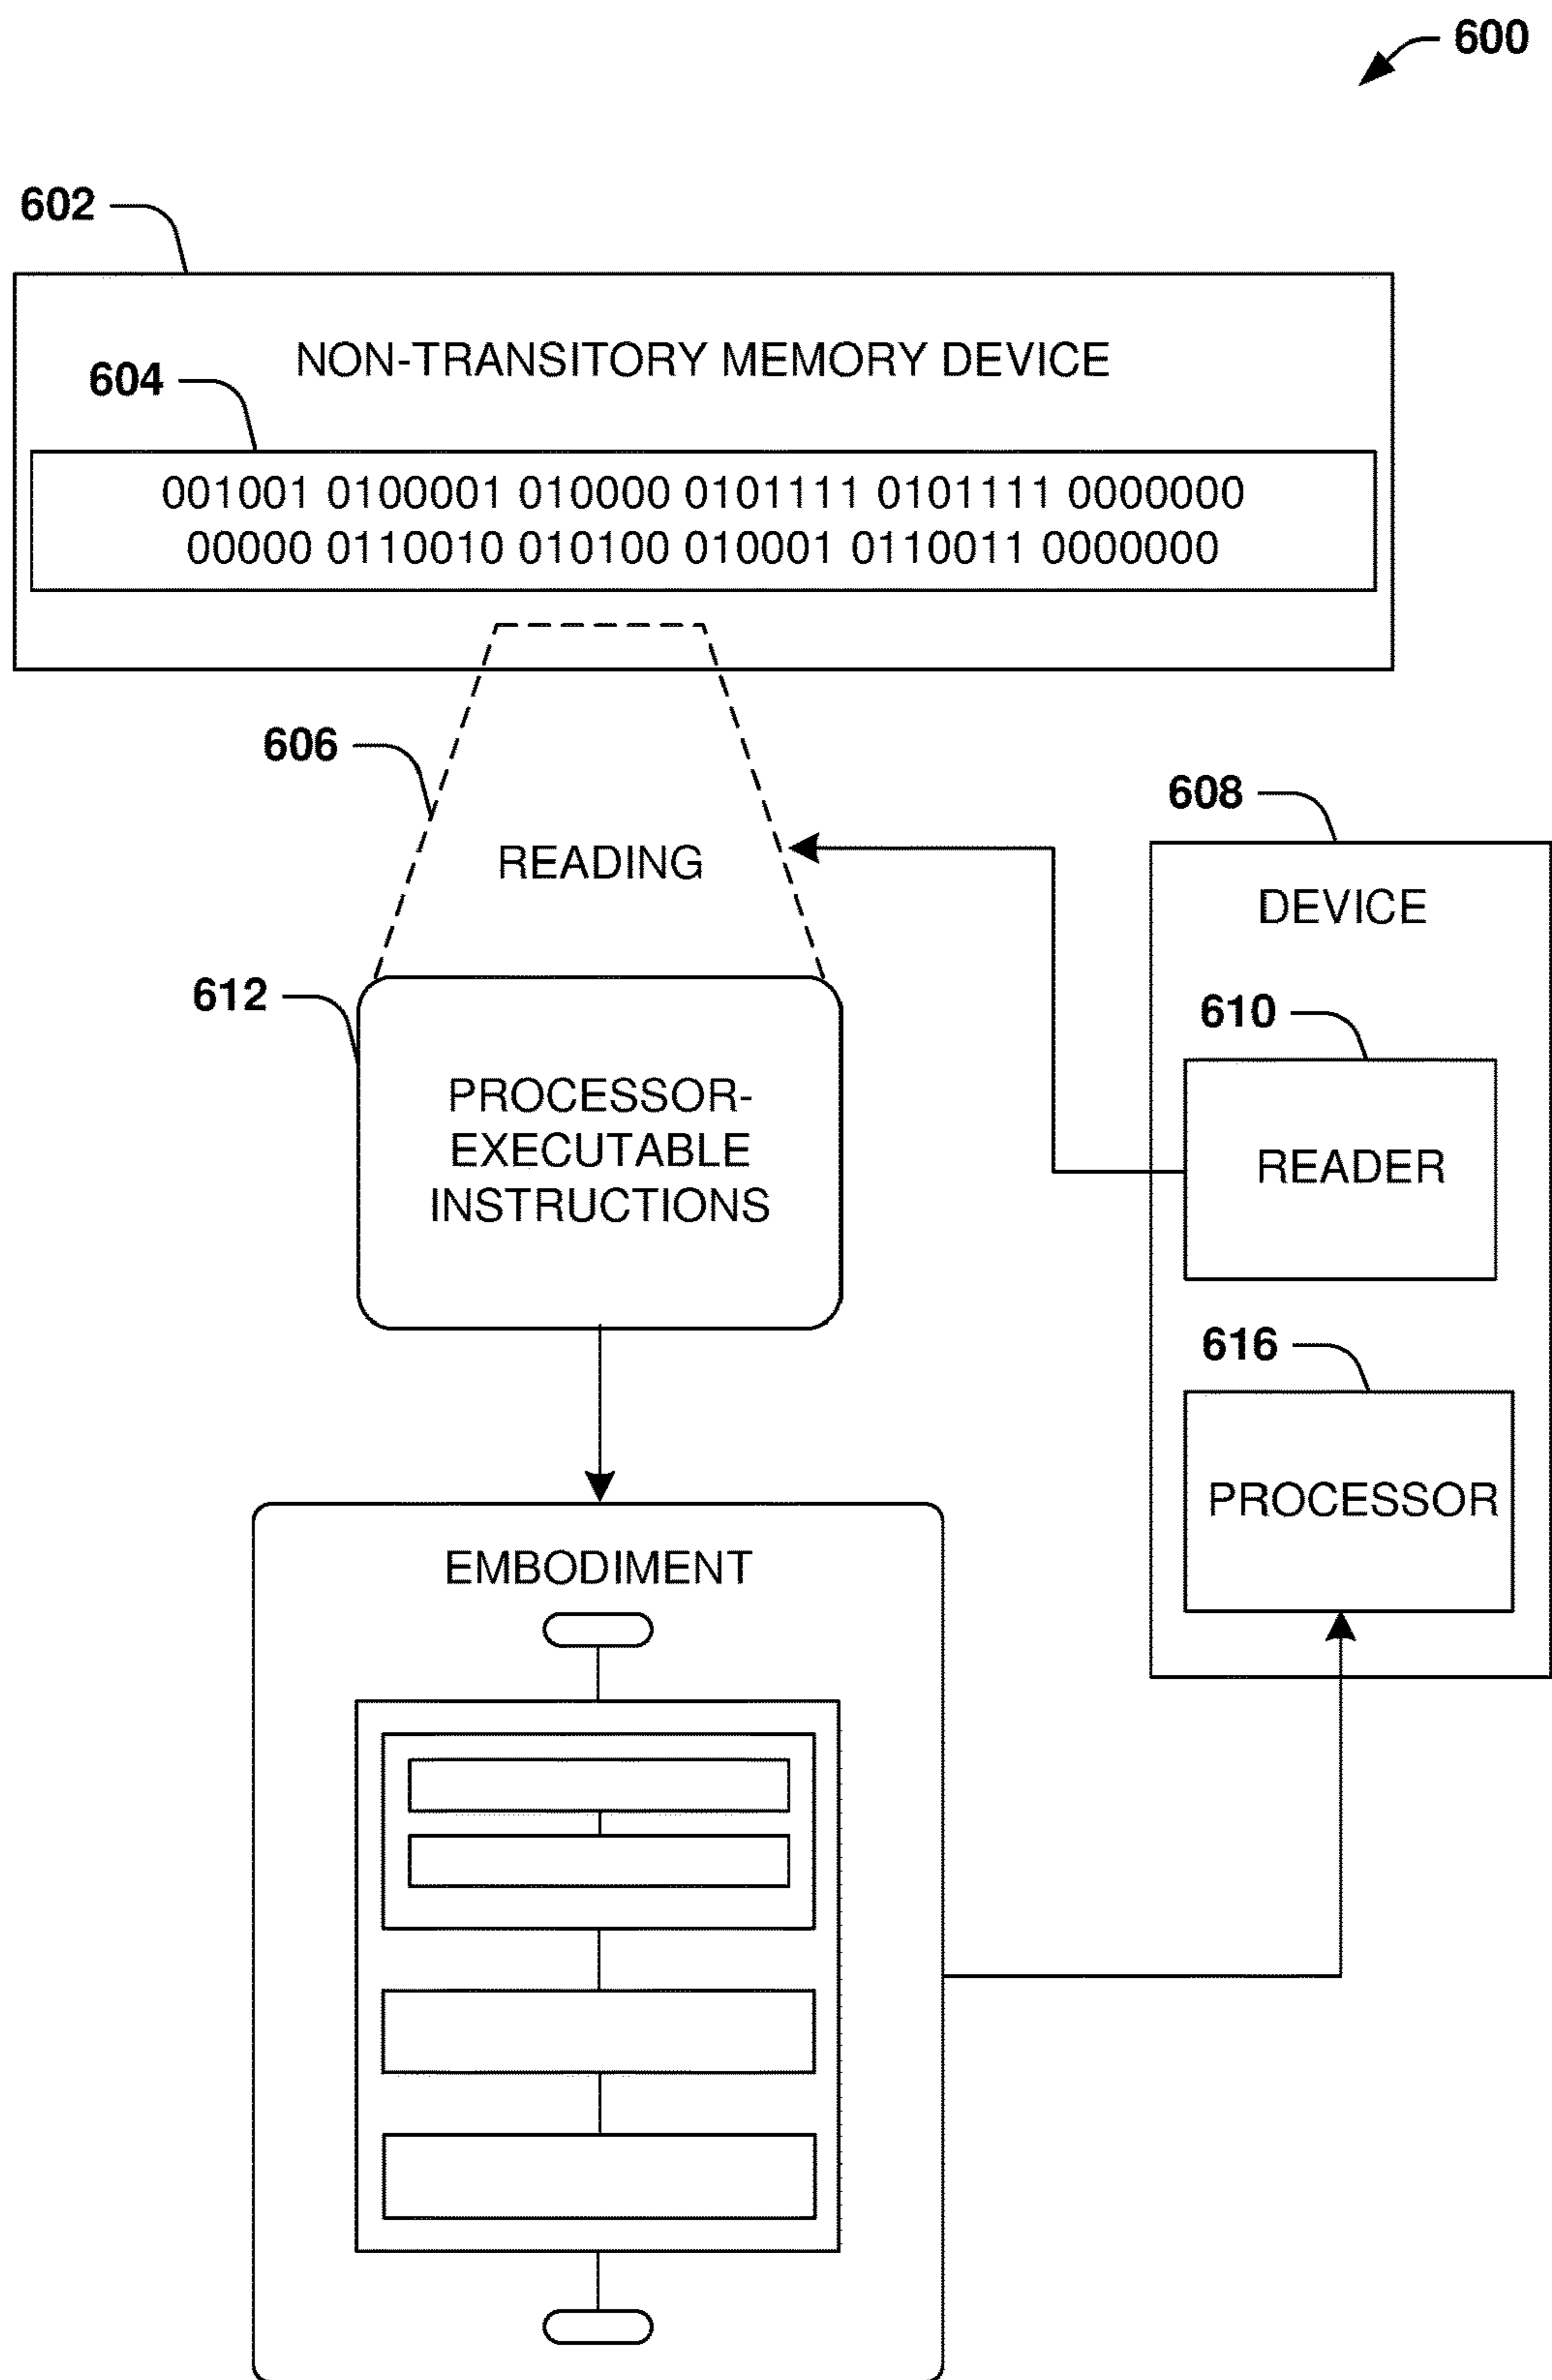 600
602
NON-TRANSITORY MEMORY DEVICE
604
001001 0100001 010000 0101111 0101111 0000000
00000 0110010 010100 010001 0110011 0000000
606
READING
608
DEVICE
610
READER
612
PROCESSOR-
EXECUTABLE
INSTRUCTIONS
616
PROCESSOR
EMBODIMENT